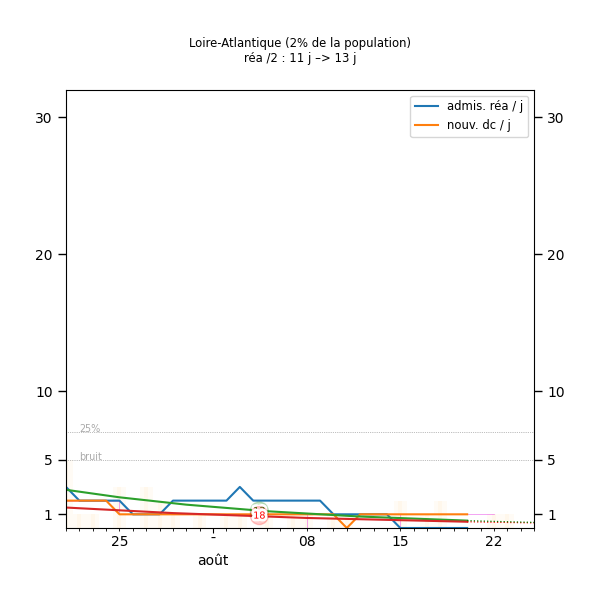 Loire-Atlantique (2% de la population)
réa /2 : 11 j –> 13 j
admis. réa / j
nouv. dc / j
30
30
20
20
10
10
25%
5
bruit
5
1
18
1
25
-
08
15
22
août